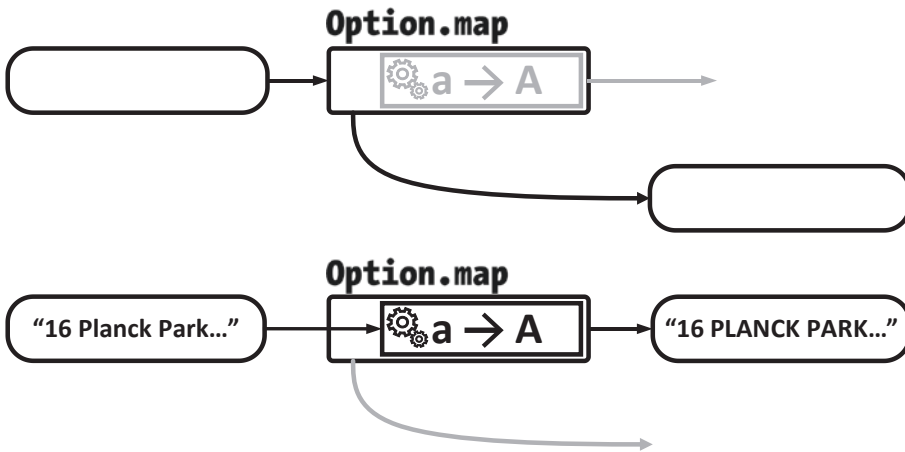 Option.map
a → A
Option.map
“16 Planck Park…”
a → A
“16 PLANCK PARK…”